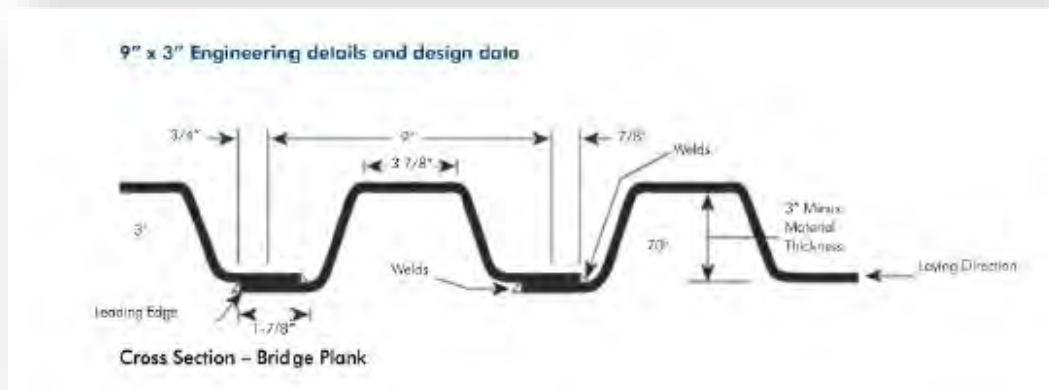 9" x 3" Engineering details and design data
3/4"
9"
7/8"
Welds
3 7/8"
3"
3" Minus
Material
Thickness
70°
Welds
Laying Direction
Leading Edge
1-7/8"
Cross Section – Bridge Plank